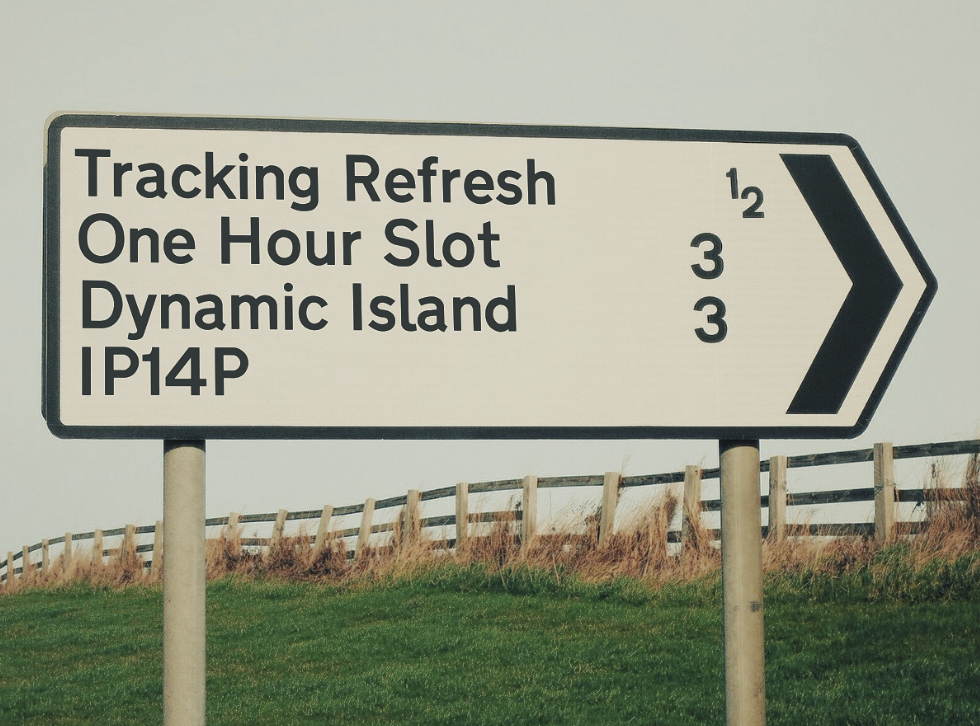 Tracking Refresh ½
One Hour Slot 3
Dynamic Island 3
IP14P